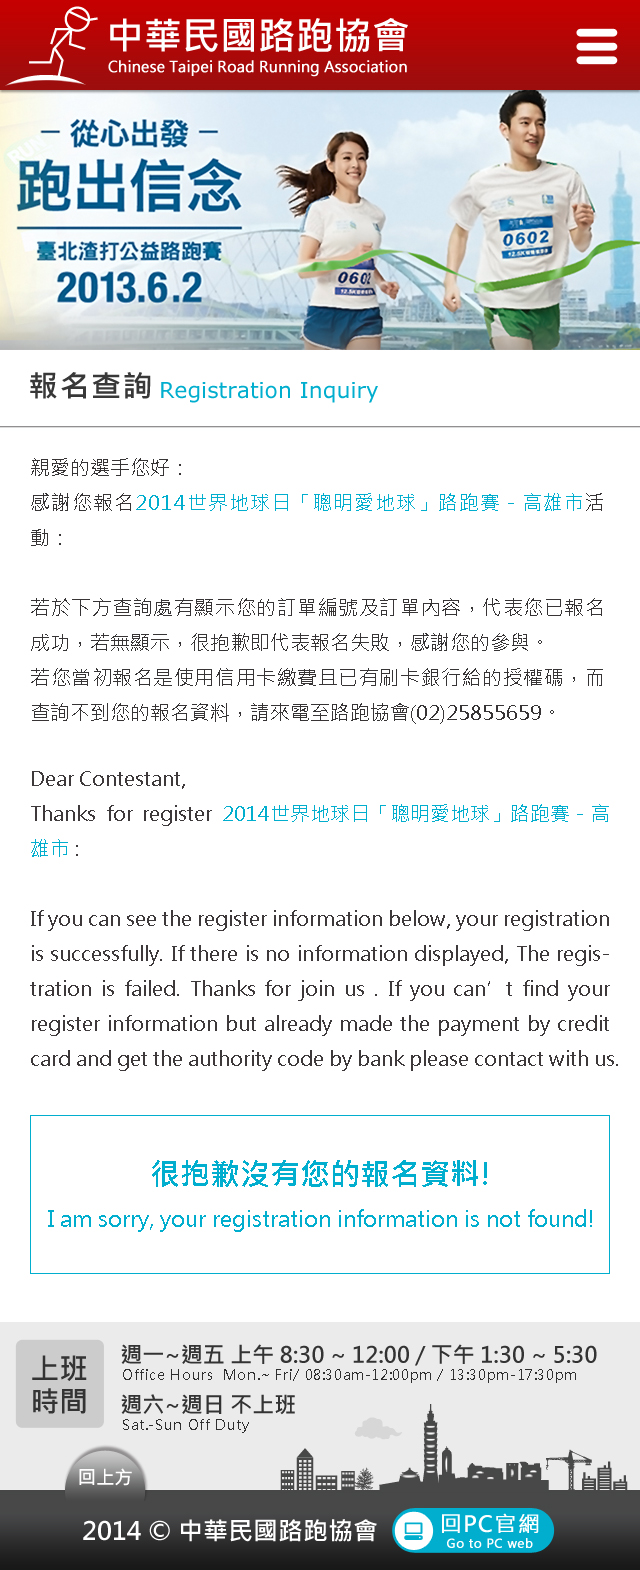 中華民國路跑協會
Chinese Taipei Road Running Association
－從心出發－
跑出信念
臺北渣打公益路跑賽
2013.6.2
0602
12.5K
0602
12.5K
報名查詢 Registration Inquiry
親愛的選手您好：
感謝您報名2014世界地球日「聰明愛地球」路跑賽－高雄市活
動：
若於下方查詢處有顯示您的訂單編號及訂單內容，代表您已報名
成功，若無顯示，很抱歉即代表報名失敗，感謝您的參與。
若您當初報名是使用信用卡繳費且已有刷卡銀行給的授權碼，而
查詢不到您的報名資料，請來電至路跑協會(02)25855659。
Dear Contestant,
Thanks for register 2014世界地球日「聰明愛地球」路跑賽－高
雄市 :
If you can see the register information below, your registration
is successfully. If there is no information displayed, The regis-
tration is failed. Thanks for join us . If you can’t find your
register information but already made the payment by credit
card and get the authority code by bank please contact with us.
很抱歉沒有您的報名資料!
I am sorry, your registration information is not found!
上班
時間
週一~週五 上午 8:30 ~ 12:00 / 下午 1:30 ~ 5:30
Office Hours Mon.~ Fri/ 08:30am-12:00pm / 13:30pm-17:30pm
週六~週日 不上班
Sat.-Sun Off Duty
回上方
2014 © 中華民國路跑協會
回PC官網
Go to PC web